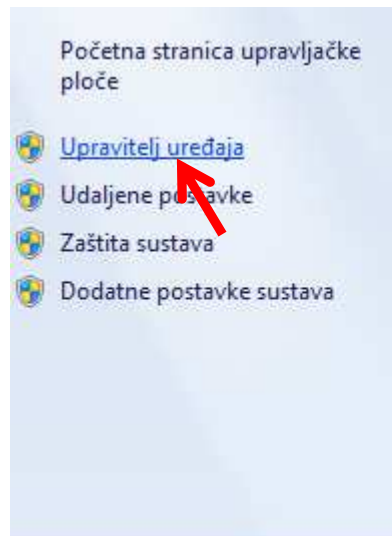 Početna stranica upravljačke
ploče
Upravitelj uređaja
Udaljene postavke
Zaštita sustava
Dodatne postavke sustava